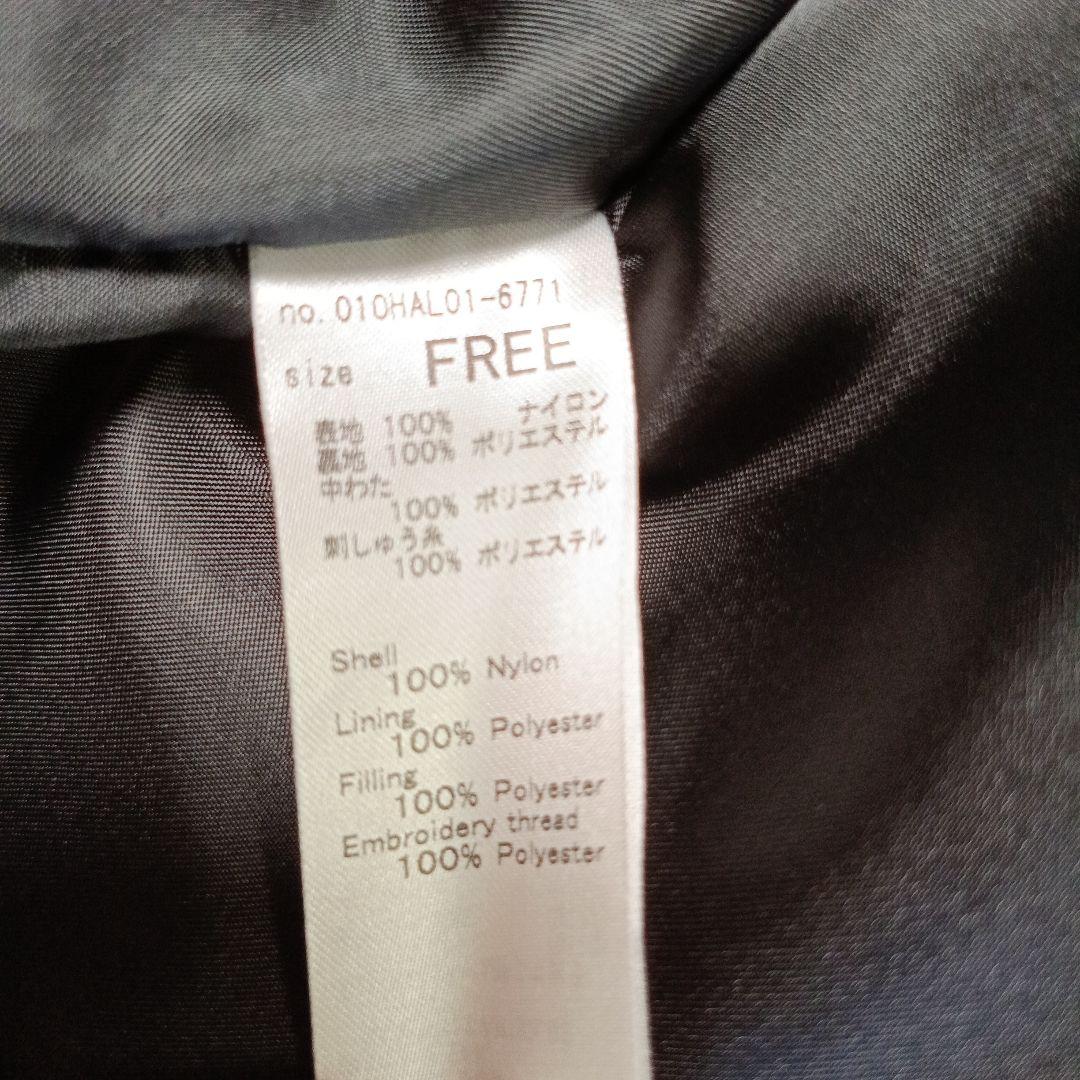 no. 010HAL01-6771
size FREE
表地 100% ナイロン
裏地 100% ポリエステル
中わた
100% ポリエステル
刺しゅう糸
100% ポリエステル
Shell
100% Nylon
Lining
100% Polyester
Filling
100% Polyester
Embroidery thread
100% Polyester